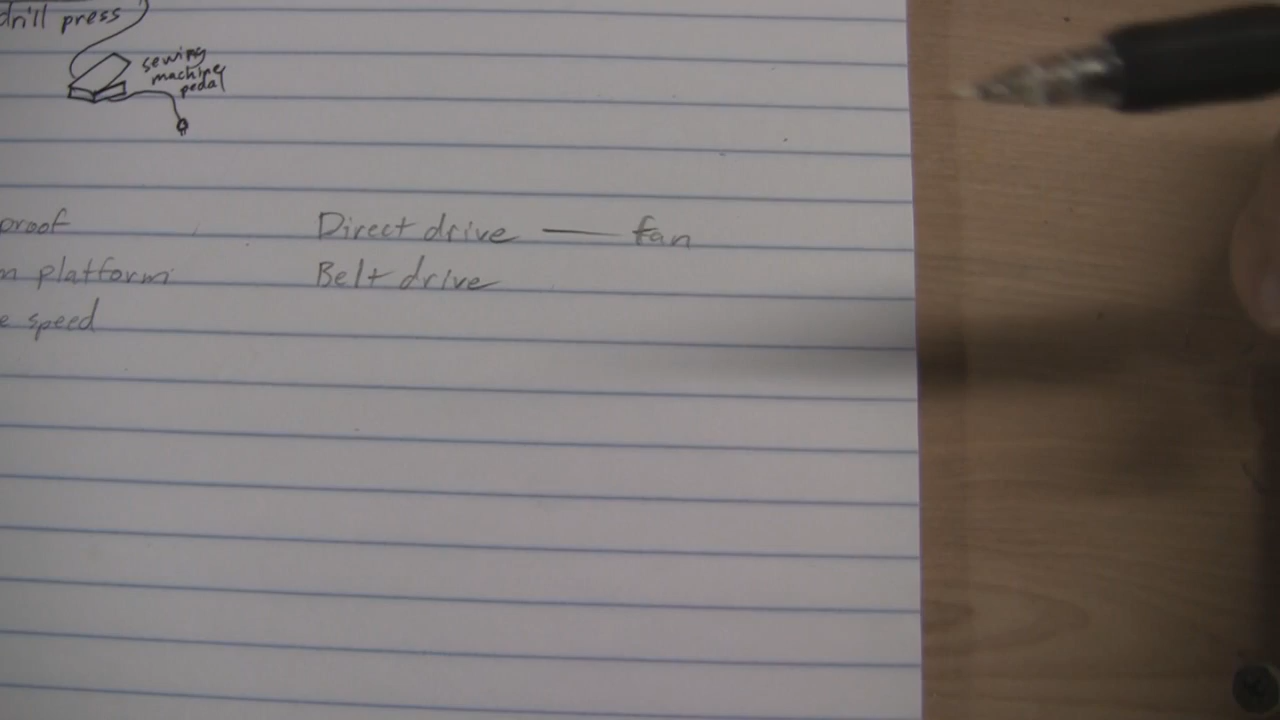 drill press
sewing
machine
pedal
proof
Direct drive — fan
n platform
Belt drive
e speed